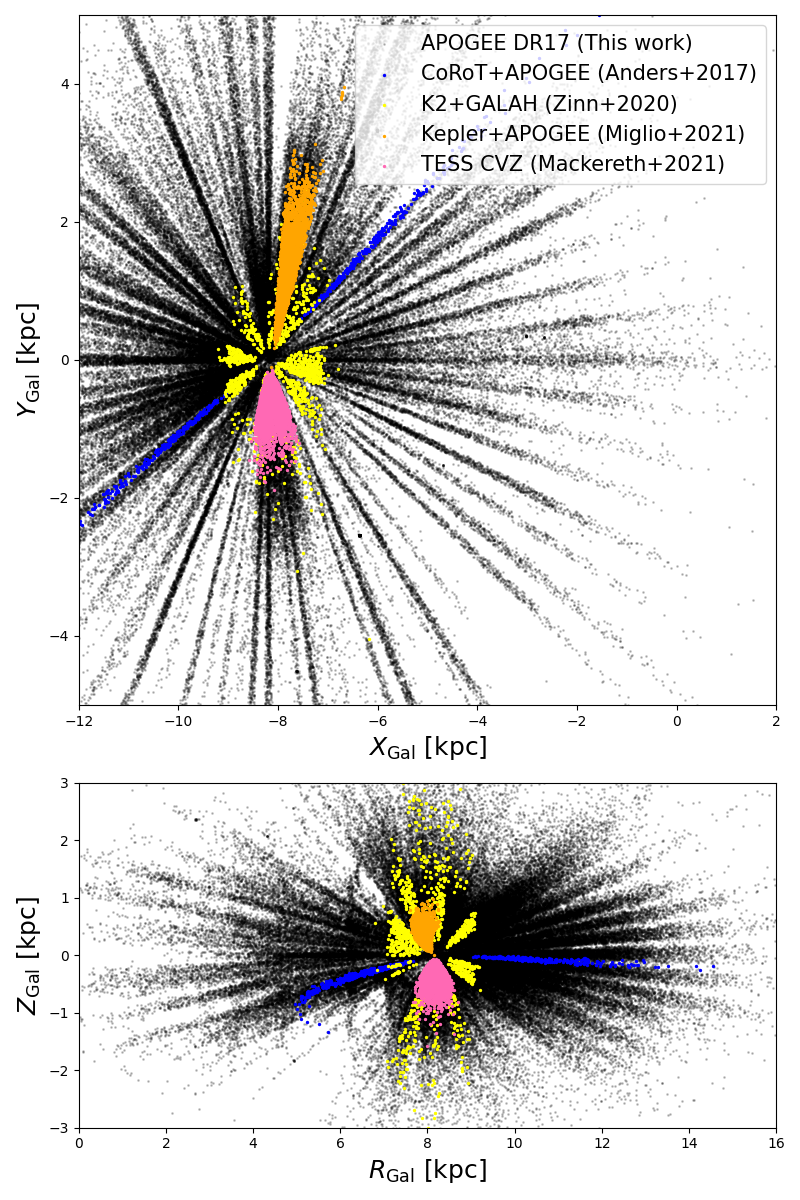 APOGEE DR17 (This work)
CoRoT+APOGEE (Anders+2017)
K2+GALAH (Zinn+2020)
Kepler+APOGEE (Miglio+2021)
TESS CVZ (Mackereth+2021)
4
2
0
−2
−4
Y_Gal [kpc]
−12 −10 −8 −6 −4 −2 0 2
X_Gal [kpc]
3
2
1
0
−1
−2
−3
Z_Gal [kpc]
0 2 4 6 8 10 12 14 16
R_Gal [kpc]